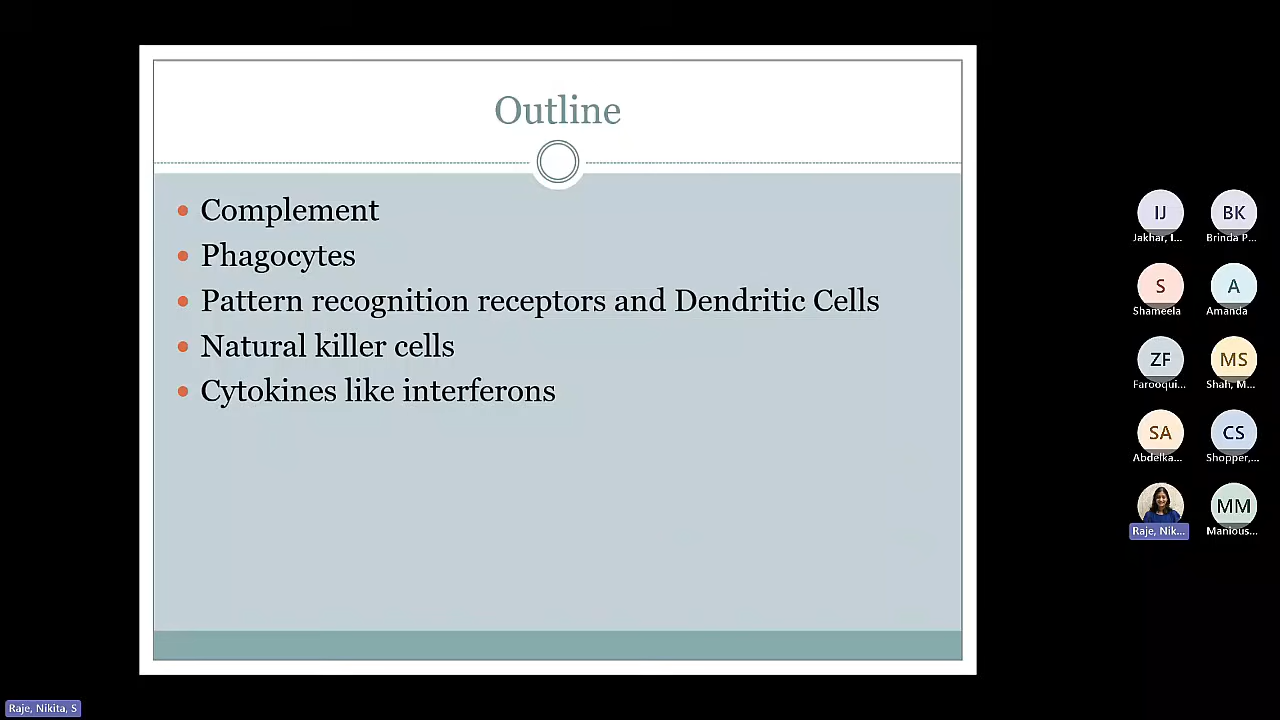 Outline
Complement
Phagocytes
Pattern recognition receptors and Dendritic Cells
Natural killer cells
Cytokines like interferons
IJ
BK
Jakhar, I...
Brinda P...
S
A
Shameela
Amanda
ZF
MS
Farooqui...
Shah, M...
SA
CS
Abdelka...
Shopper,...
MM
Raje, Nik...
Manious...
Raje, Nikita, S